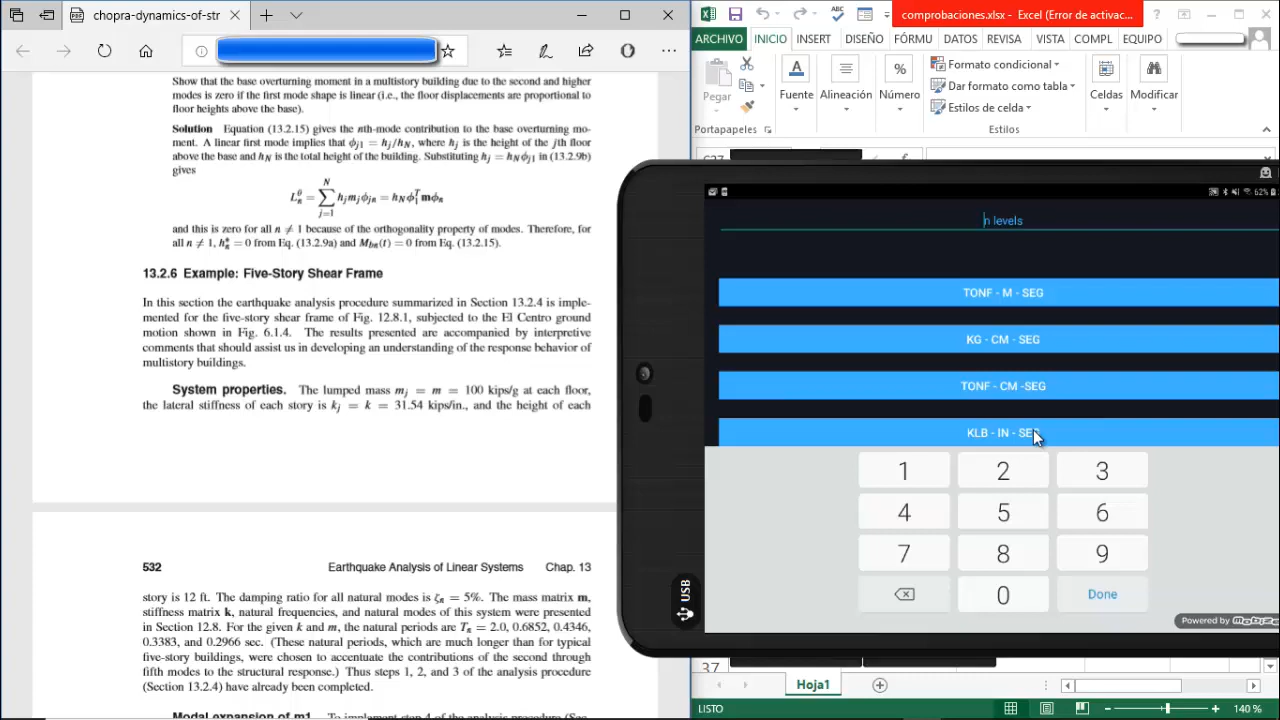 chopra-dynamics-of-str
Show that the base overturning moment in a multistory building due to the second and higher
modes is zero if the first mode shape is linear (i.e., the floor displacements are proportional to
floor heights above the base).
Solution Equation (13.2.15) gives the nth-mode contribution to the base overturning mo-
ment. A linear first mode implies that ϕj1 = hj/hN, where hj is the height of the jth floor
above the base and hN is the total height of the building. Substituting hj = hNϕj1 in (13.2.9b)
gives
Lθn = N∑j=1 hjmjϕjn = hNϕT1mϕn
and this is zero for all n ≠ 1 because of the orthogonality property of modes. Therefore, for
all n ≠ 1, h*n = 0 from Eq. (13.2.9a) and Mbn(t) = 0 from Eq. (13.2.15).
13.2.6 Example: Five-Story Shear Frame
In this section the earthquake analysis procedure summarized in Section 13.2.4 is imple-
mented for the five-story shear frame of Fig. 12.8.1, subjected to the El Centro ground
motion shown in Fig. 6.1.4. The results presented are accompanied by interpretive
comments that should assist us in developing an understanding of the response behavior of
multistory buildings.
System properties. The lumped mass mj = m = 100 kips/g at each floor,
the lateral stiffness of each story is kj = k = 31.54 kips/in., and the height of each
532 Earthquake Analysis of Linear Systems Chap. 13
story is 12 ft. The damping ratio for all natural modes is ζn = 5%. The mass matrix m,
stiffness matrix k, natural frequencies, and natural modes of this system were presented
in Section 12.8. For the given k and m, the natural periods are Tn = 2.0, 0.6852, 0.4346,
0.3383, and 0.2966 sec. (These natural periods, which are much longer than for typical
five-story buildings, were chosen to accentuate the contributions of the second through
fifth modes to the structural response.) Thus steps 1, 2, and 3 of the analysis procedure
(Section 13.2.4) have already been completed.
Modal expansion of m1 To implement step 4 of the analysis procedure (Sec.
comprobaciones.xlsx - Excel (Error de activac...
ARCHIVO INICIO INSERT DISEÑO FÓRMU DATOS REVISA VISTA COMPL EQUIPO
Pegar
Fuente Alineación Número
Formato condicional
Dar formato como tabla
Estilos de celda
Celdas Modificar
Portapapeles
Estilos
62%
n levels
TONF - M - SEG
KG - CM - SEG
TONF - CM -SEG
KLB - IN - SEG
1 2 3
4 5 6
7 8 9
0 Done
USB
Powered by
37
Hoja1
LISTO
140 %